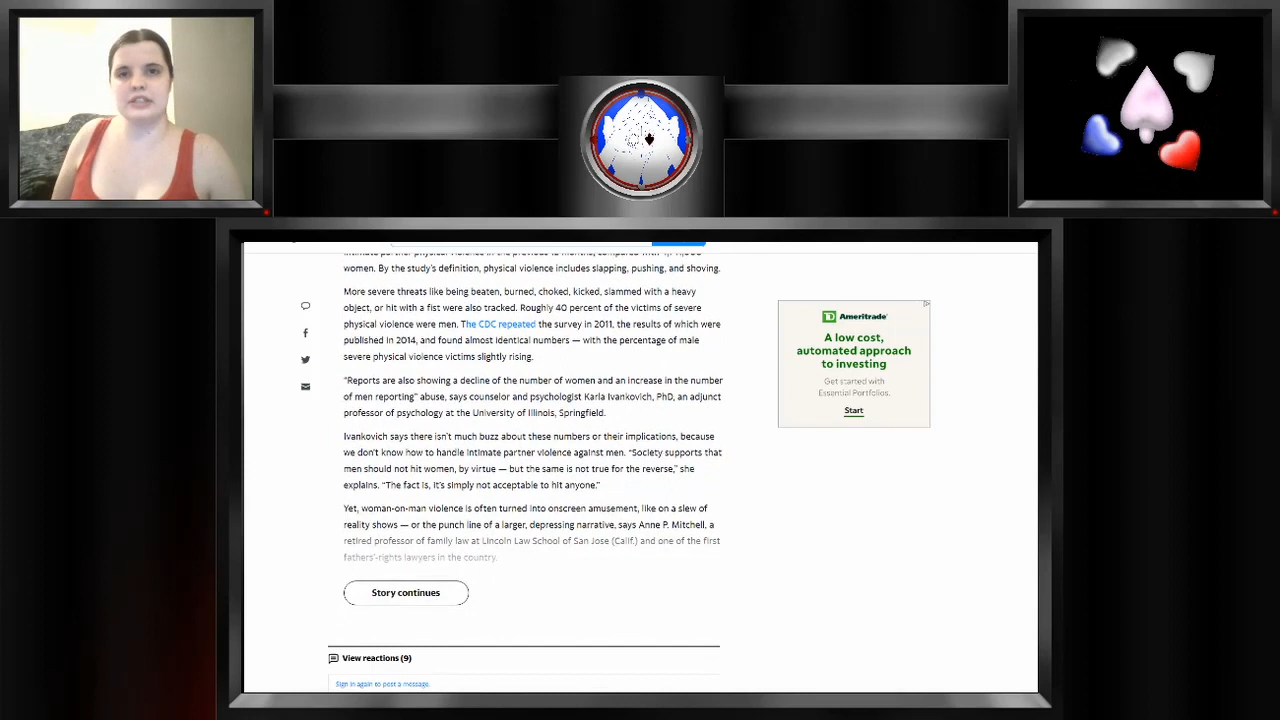 women. By the study's definition, physical violence includes slapping, pushing, and shoving.
More severe threats like being beaten, burned, choked, kicked, slammed with a heavy
object, or hit with a fist were also tracked. Roughly 40 percent of the victims of severe
physical violence were men. The CDC repeated the survey in 2011, the results of which were
published in 2014, and found almost identical numbers — with the percentage of male
severe physical violence victims slightly rising.
"Reports are also showing a decline of the number of women and an increase in the number
of men reporting" abuse, says counselor and psychologist Karla Ivankovich, PhD, an adjunct
professor of psychology at the University of Illinois, Springfield.
Ivankovich says there isn't much buzz about these numbers or their implications, because
we don't know how to handle intimate partner violence against men. "Society supports that
men should not hit women, by virtue — but the same is not true for the reverse," she
explains. "The fact is, it's simply not acceptable to hit anyone."
Yet, woman-on-man violence is often turned into onscreen amusement, like on a slew of
reality shows — or the punch line of a larger, depressing narrative, says Anne P. Mitchell, a
retired professor of family law at Lincoln Law School of San Jose (Calif.) and one of the first
fathers'-rights lawyers in the country.
Story continues
View reactions (9)
Sign in again to post a message.
TD Ameritrade
A low cost,
automated approach
to investing
Get started with
Essential Portfolios.
Start